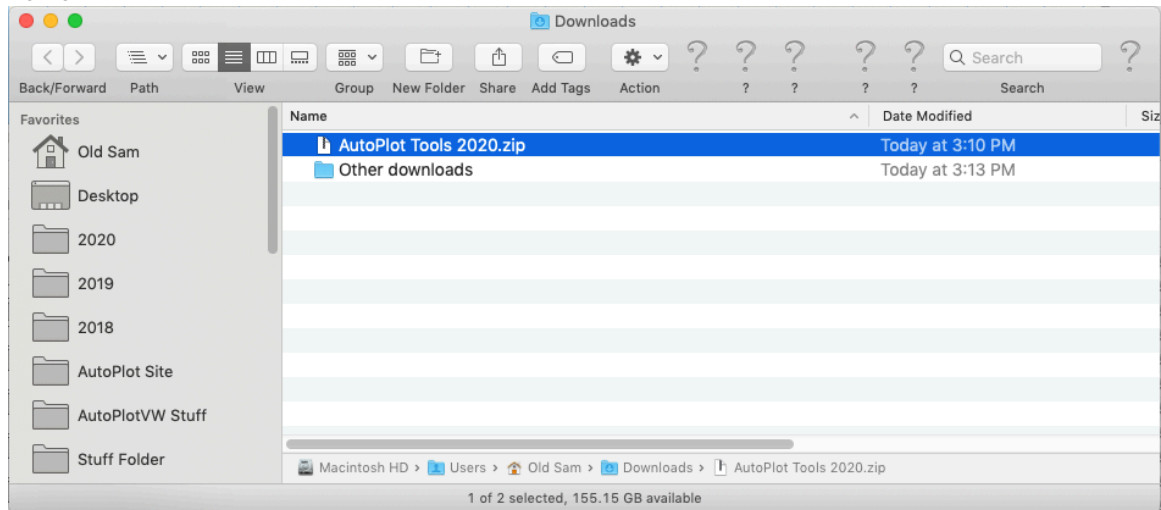 Downloads
? ? ? ? ? Search ?
Back/Forward Path View Group New Folder Share Add Tags Action ? ? ? ? Search
Favorites
Name Date Modified Siz
Old Sam
AutoPlot Tools 2020.zip Today at 3:10 PM
Other downloads Today at 3:13 PM
Desktop
2020
2019
2018
AutoPlot Site
AutoPlotVW Stuff
Stuff Folder
Macintosh HD › Users › Old Sam › Downloads › AutoPlot Tools 2020.zip
1 of 2 selected, 155.15 GB available